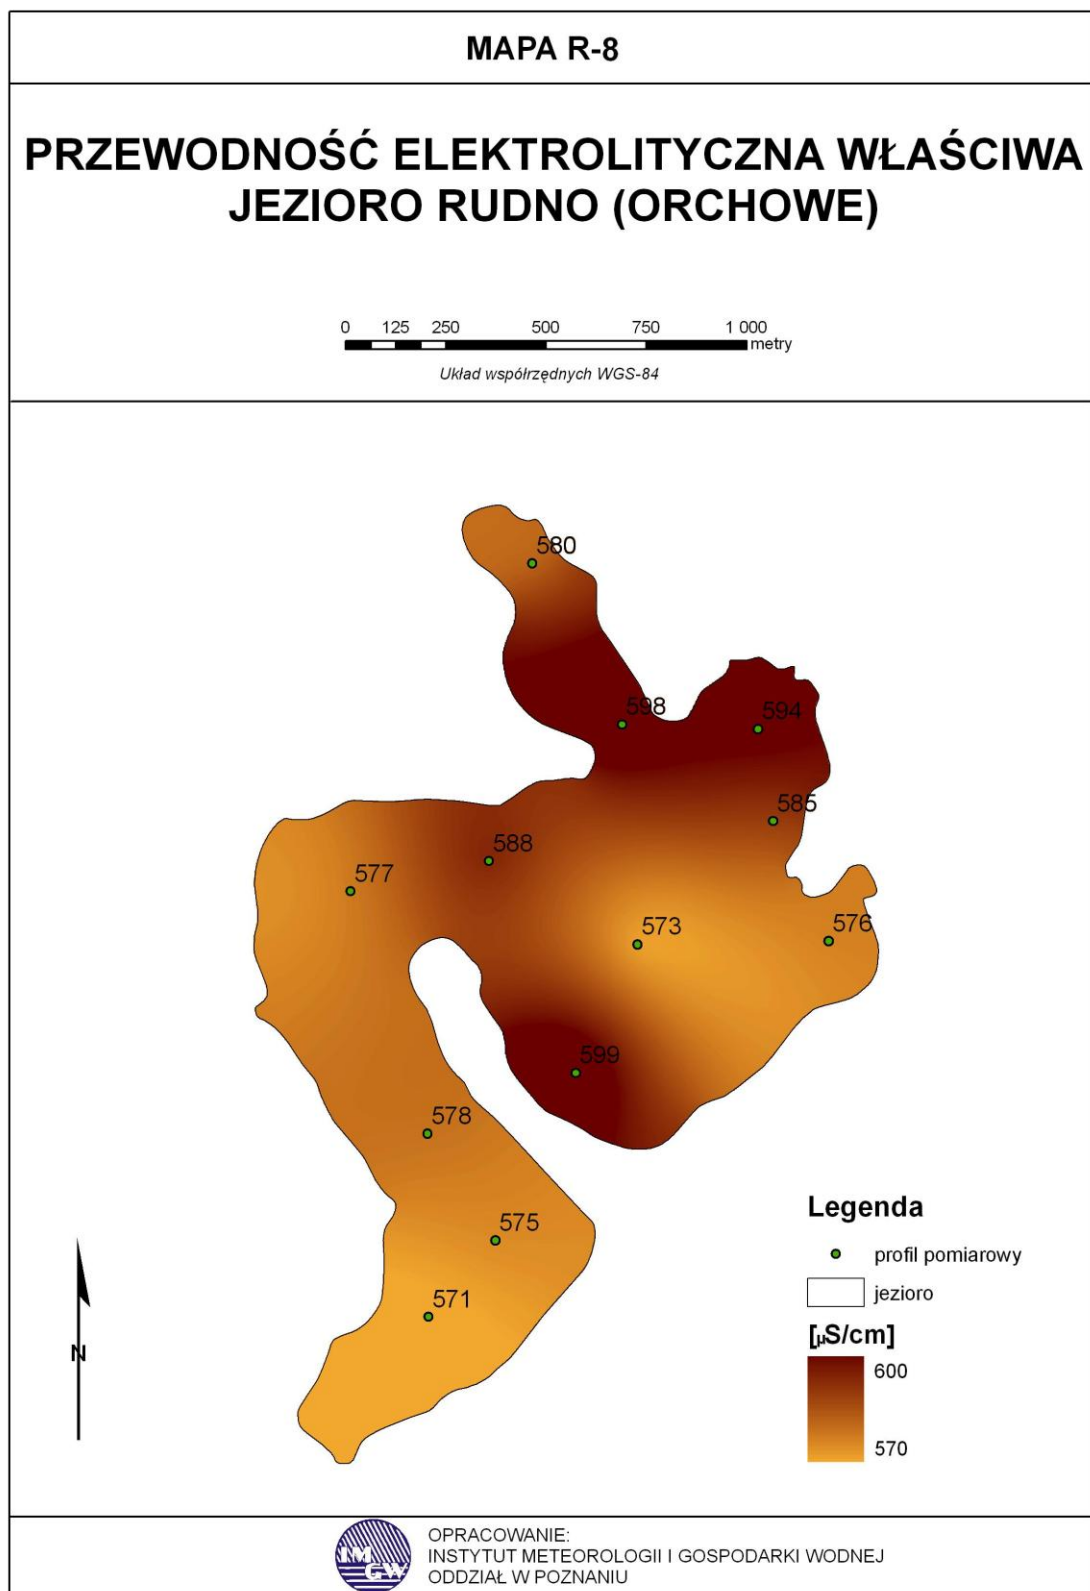 MAPA R-8
PRZEWODNOŚĆ ELEKTROLITYCZNA WŁAŚCIWA
JEZIORO RUDNO (ORCHOWE)
0 125 250 500 750 1 000
metry
Układ współrzędnych WGS-84
580
598
594
585
588
577
573
576
599
578
575
571
Legenda
profil pomiarowy
jezioro
[µS/cm]
600
570
N
IMGW
OPRACOWANIE:
INSTYTUT METEOROLOGII I GOSPODARKI WODNEJ
ODDZIAŁ W POZNANIU